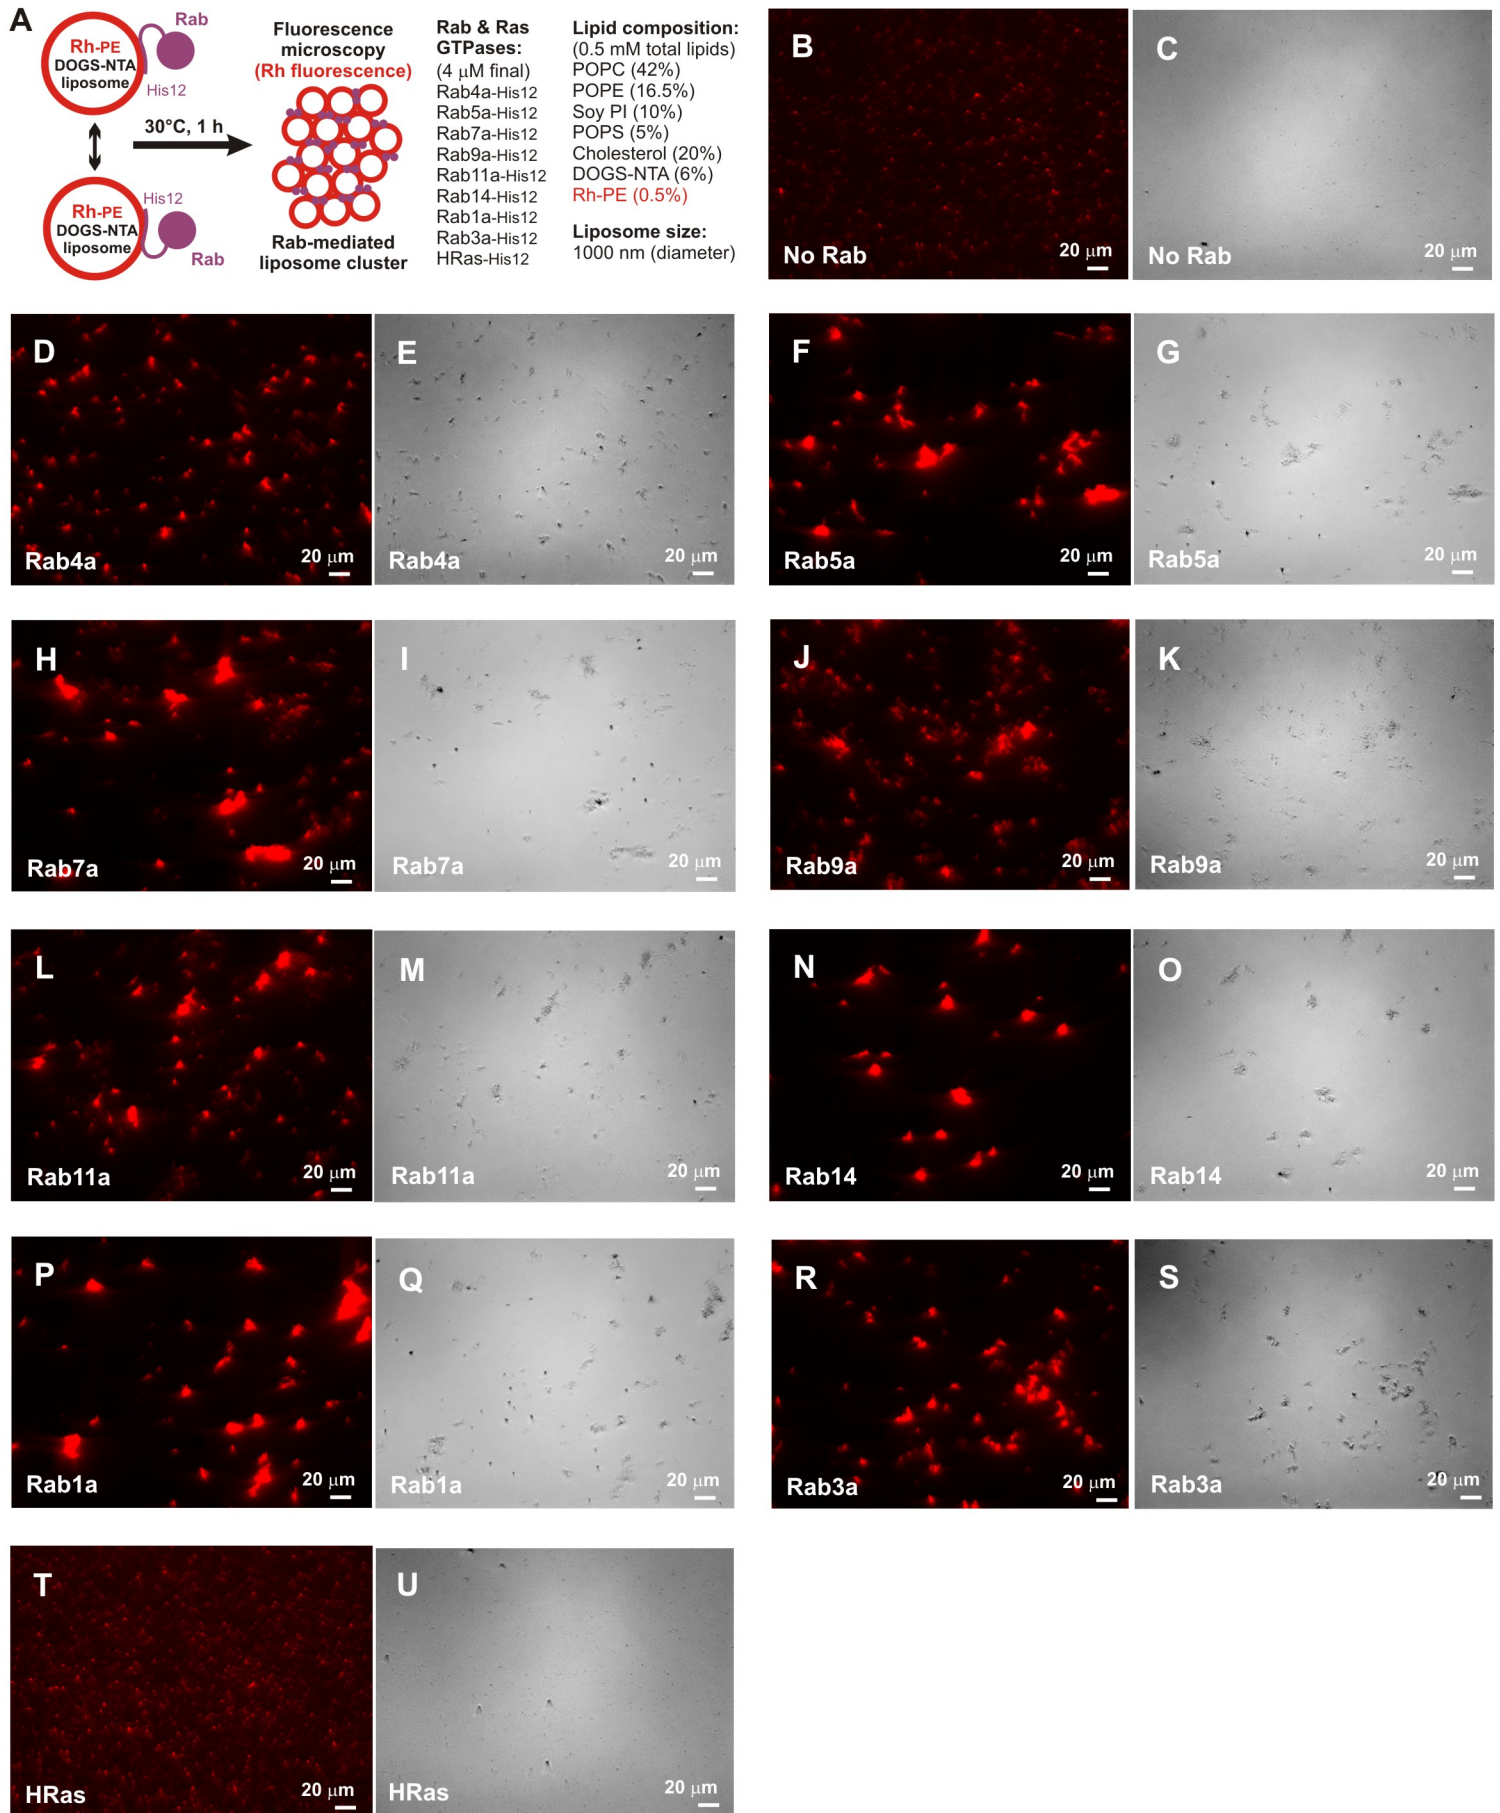 A
Rab
Rh-PE
DOGS-NTA
liposome
His12
30°C, 1 h
His12
Rh-PE
DOGS-NTA
liposome
Rab
Fluorescence
microscopy
(Rh fluorescence)
Rab-mediated
liposome cluster
Rab & Ras
GTPases:
(4 μM final)
Rab4a-His12
Rab5a-His12
Rab7a-His12
Rab9a-His12
Rab11a-His12
Rab14-His12
Rab1a-His12
Rab3a-His12
HRas-His12
Lipid composition:
(0.5 mM total lipids)
POPC (42%)
POPE (16.5%)
Soy PI (10%)
POPS (5%)
Cholesterol (20%)
DOGS-NTA (6%)
Rh-PE (0.5%)
Liposome size:
1000 nm (diameter)
B
No Rab
20 μm
C
No Rab
20 μm
D
Rab4a
20 μm
E
Rab4a
20 μm
F
Rab5a
20 μm
G
Rab5a
20 μm
H
Rab7a
20 μm
I
Rab7a
20 μm
J
Rab9a
20 μm
K
Rab9a
20 μm
L
Rab11a
20 μm
M
Rab11a
20 μm
N
Rab14
20 μm
O
Rab14
20 μm
P
Rab1a
20 μm
Q
Rab1a
20 μm
R
Rab3a
20 μm
S
Rab3a
20 μm
T
HRas
20 μm
U
HRas
20 μm